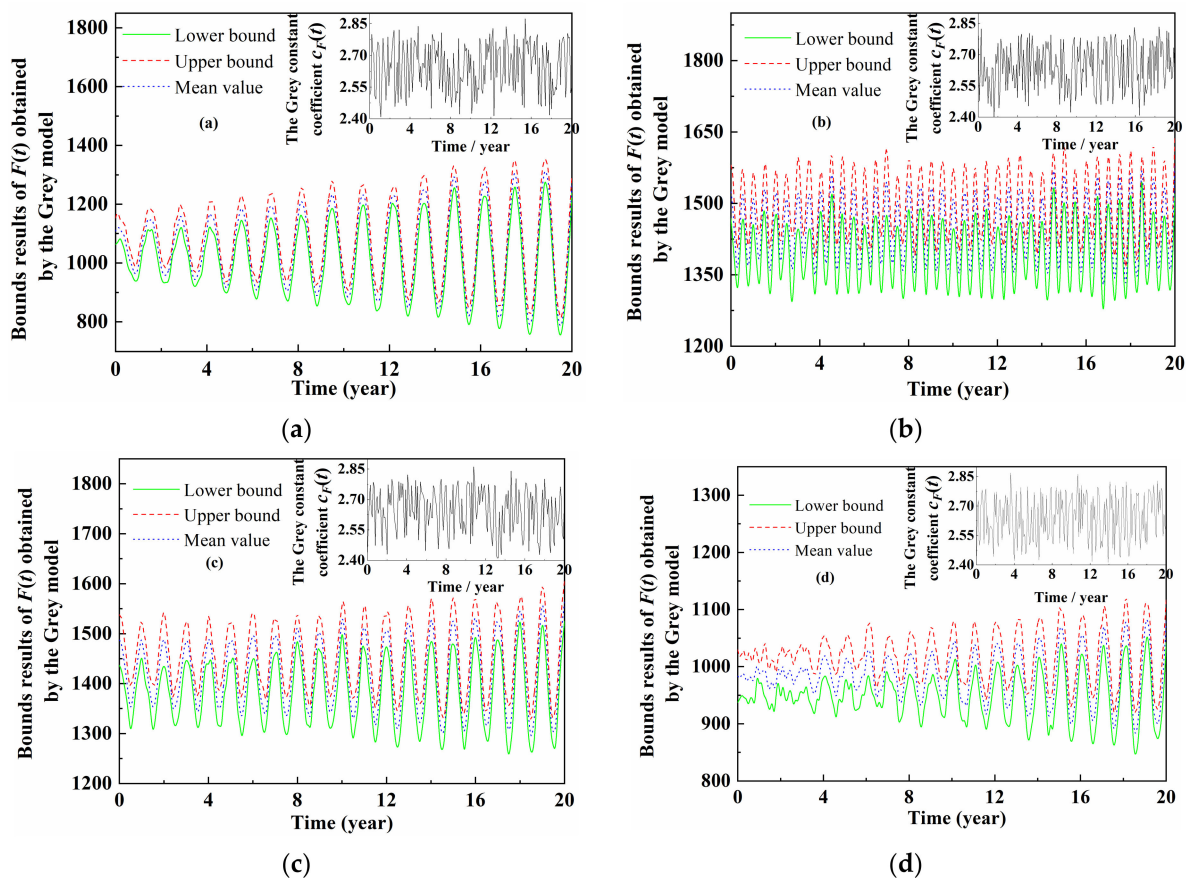 Bounds results of F(t) obtained
by the Grey model
1850
1800
1600
1400
1200
1000
800
Lower bound
Upper bound
Mean value
(a)
The Grey constant
coefficient c_F(t)
2.85
2.70
2.55
2.40
0 4 8 12 16 20
Time / year
0 4 8 12 16 20
Time (year)
(a)
Bounds results of F(t) obtained
by the Grey model
1800
1650
1500
1350
1200
Lower bound
Upper bound
Mean value
(b)
The Grey constant
coefficient c_F(t)
2.85
2.70
2.55
2.40
0 4 8 12 16 20
Time / year
0 4 8 12 16 20
Time (year)
(b)
Bounds results of F(t) obtained
by the Grey model
1850
1800
1700
1600
1500
1400
1300
1200
Lower bound
Upper bound
Mean value
(c)
The Grey constant
coefficient c_F(t)
2.85
2.70
2.55
2.40
0 4 8 12 16 20
Time / year
0 4 8 12 16 20
Time (year)
(c)
Bounds results of F(t) obtained
by the Grey model
1300
1200
1100
1000
900
800
Lower bound
Upper bound
Mean value
(d)
The Grey constant
coefficient c_F(t)
2.85
2.70
2.55
2.40
0 4 8 12 16 20
Time / year
0 4 8 12 16 20
Time (year)
(d)